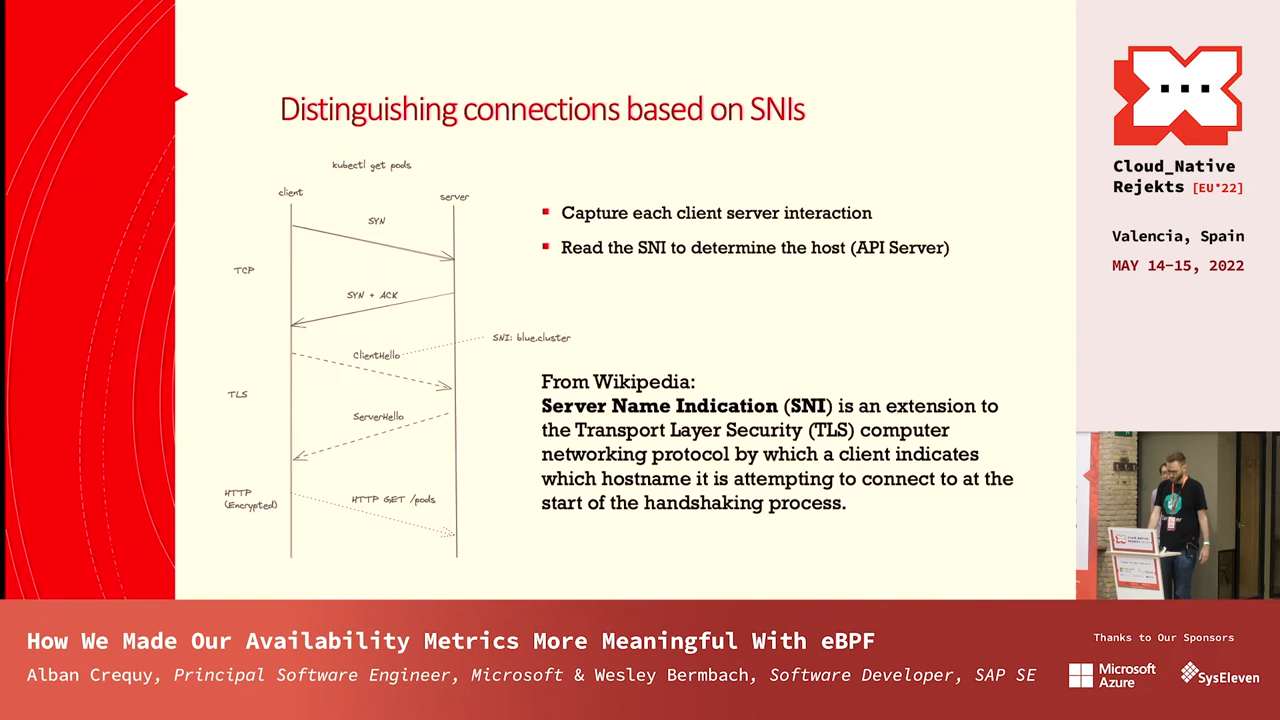 Distinguishing connections based on SNIs
kubectl get pods
client
server
SYN
TCP
SYN + ACK
SNI: blue.cluster
ClientHello
TLS
ServerHello
HTTP
(Encrypted)
HTTP GET /pods
Capture each client server interaction
Read the SNI to determine the host (API Server)
From Wikipedia:
Server Name Indication (SNI) is an extension to
the Transport Layer Security (TLS) computer
networking protocol by which a client indicates
which hostname it is attempting to connect to at the
start of the handshaking process.
Cloud_Native
Rejekts [EU*22]
Valencia, Spain
MAY 14-15, 2022
How We Made Our Availability Metrics More Meaningful With eBPF
Alban Crequy, Principal Software Engineer, Microsoft & Wesley Bermbach, Software Developer, SAP SE
Thanks to Our Sponsors
Microsoft
Azure
SysEleven